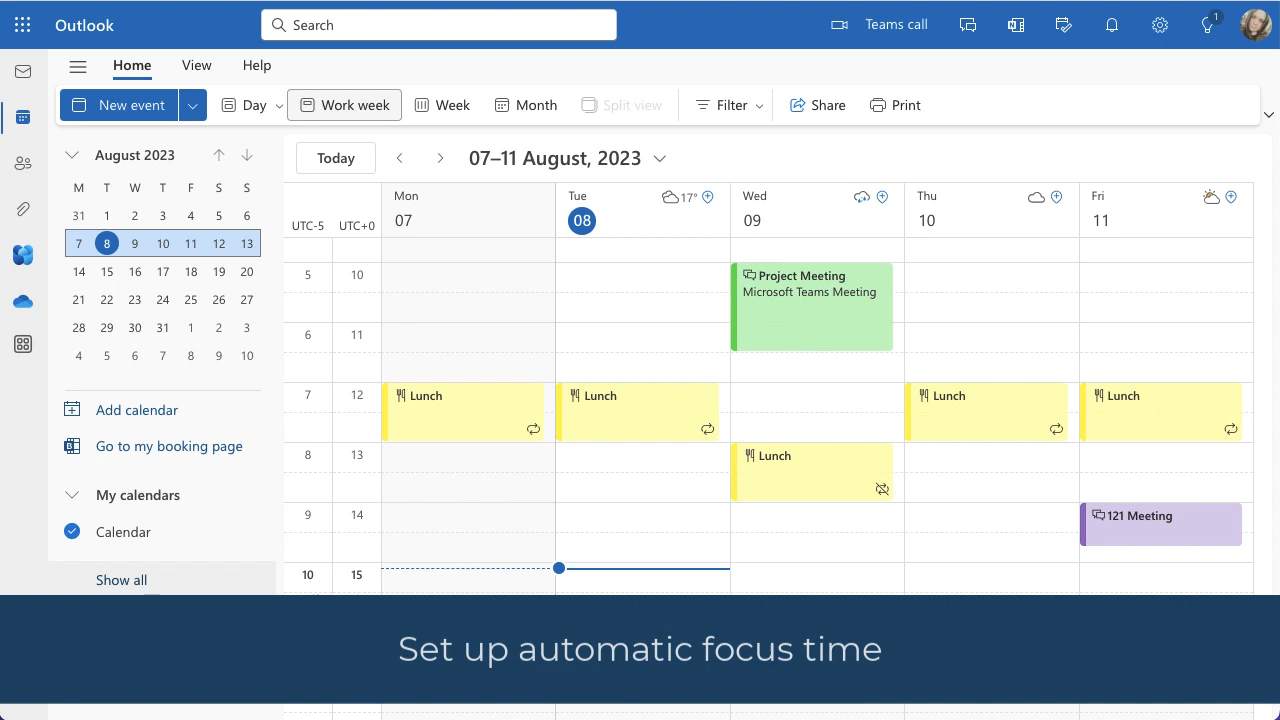 Outlook
Search
Teams call
1
Home View Help
New event Day Work week Week Month Split view Filter Share Print
August 2023
M T W T F S S
31 1 2 3 4 5 6
7 8 9 10 11 12 13
14 15 16 17 18 19 20
21 22 23 24 25 26 27
28 29 30 31 1 2 3
4 5 6 7 8 9 10
Add calendar
Go to my booking page
My calendars
Calendar
Show all
Today 07–11 August, 2023
Mon Tue 17° Wed Thu Fri
UTC-5 UTC+0 07 08 09 10 11
5 10 Project Meeting
Microsoft Teams Meeting
6 11
7 12 Lunch Lunch Lunch Lunch
8 13 Lunch
9 14 121 Meeting
10 15
Set up automatic focus time